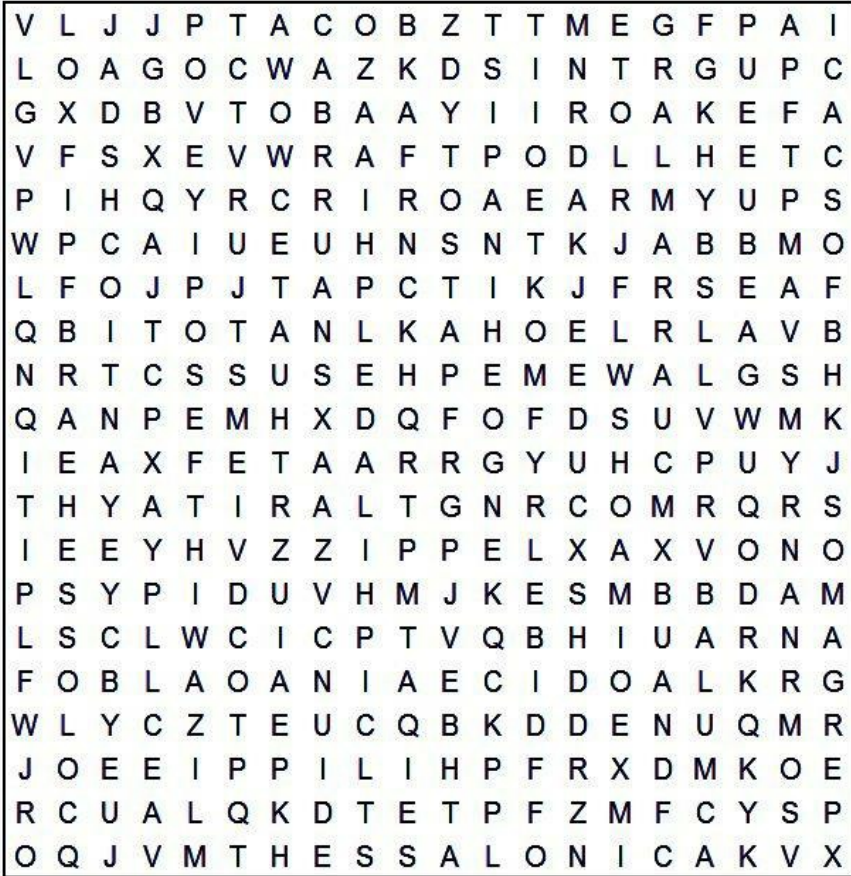 V L J J P T A C O B Z T T M E G F P A I
L O A G O C W A Z K D S I N T R G U P C
G X D B V T O B A A Y I I R O A K E F A
V F S X E V W R A F T P O D L L H E T C
P I H Q Y R C R I R O A E A R M Y U P S
W P C A I U E U H N S N T K J A B B M O
L F O J P J T A P C T I K J F R S E A F
Q B I T O T A N L K A H O E L R L A V B
N R T C S S U S E H P E M E W A L G S H
Q A N P E M H X D Q F O F D S U V W M K
I E A X F E T A A R R G Y U H C P U Y J
T H Y A T I R A L T G N R C O M R Q R S
I E E Y H V Z Z I P P E L X A X V O N O
P S Y P I D U V H M J K E S M B B D A M
L S C L W C I C P T V Q B H I U A R N A
F O B L A O A N I A E C I D O A L K R G
W L Y C Z T E U C Q B K D D E N U Q M R
J O E E I P P I L I H P F R X D M K O E
R C U A L Q K D T E T P F Z M F C Y S P
O Q J V M T H E S S A L O N I C A K V X